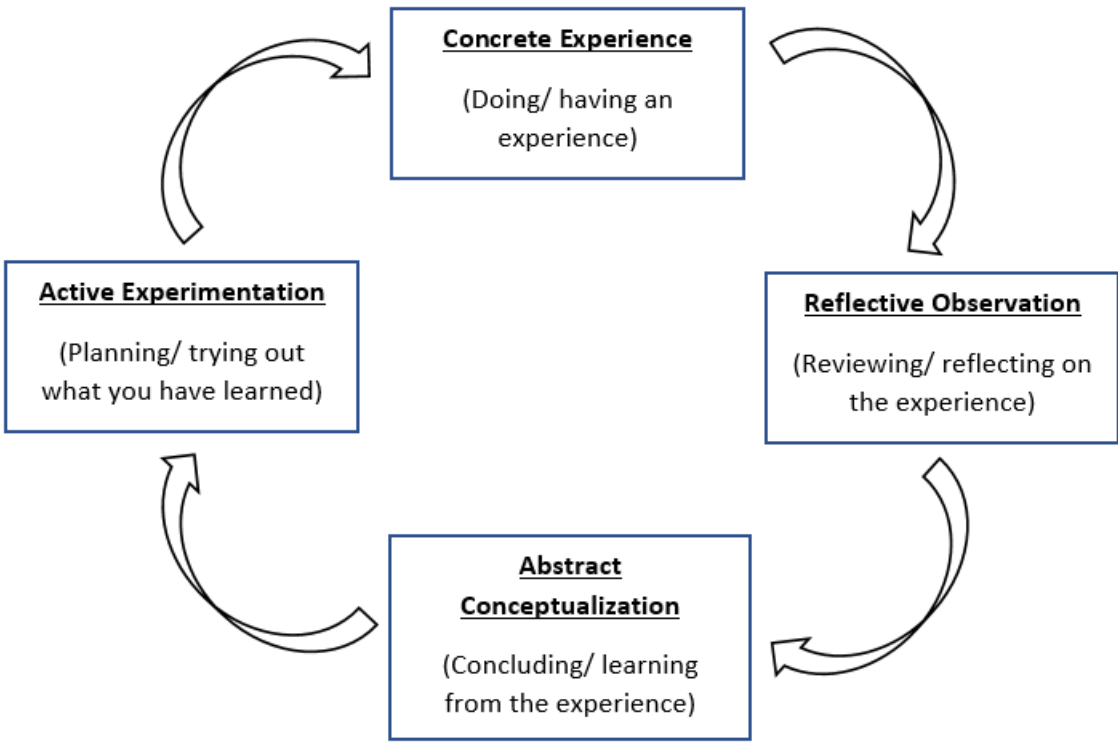 Concrete Experience
(Doing/ having an
experience)
Active Experimentation
(Planning/ trying out
what you have learned)
Reflective Observation
(Reviewing/ reflecting on
the experience)
Abstract
Conceptualization
(Concluding/ learning
from the experience)